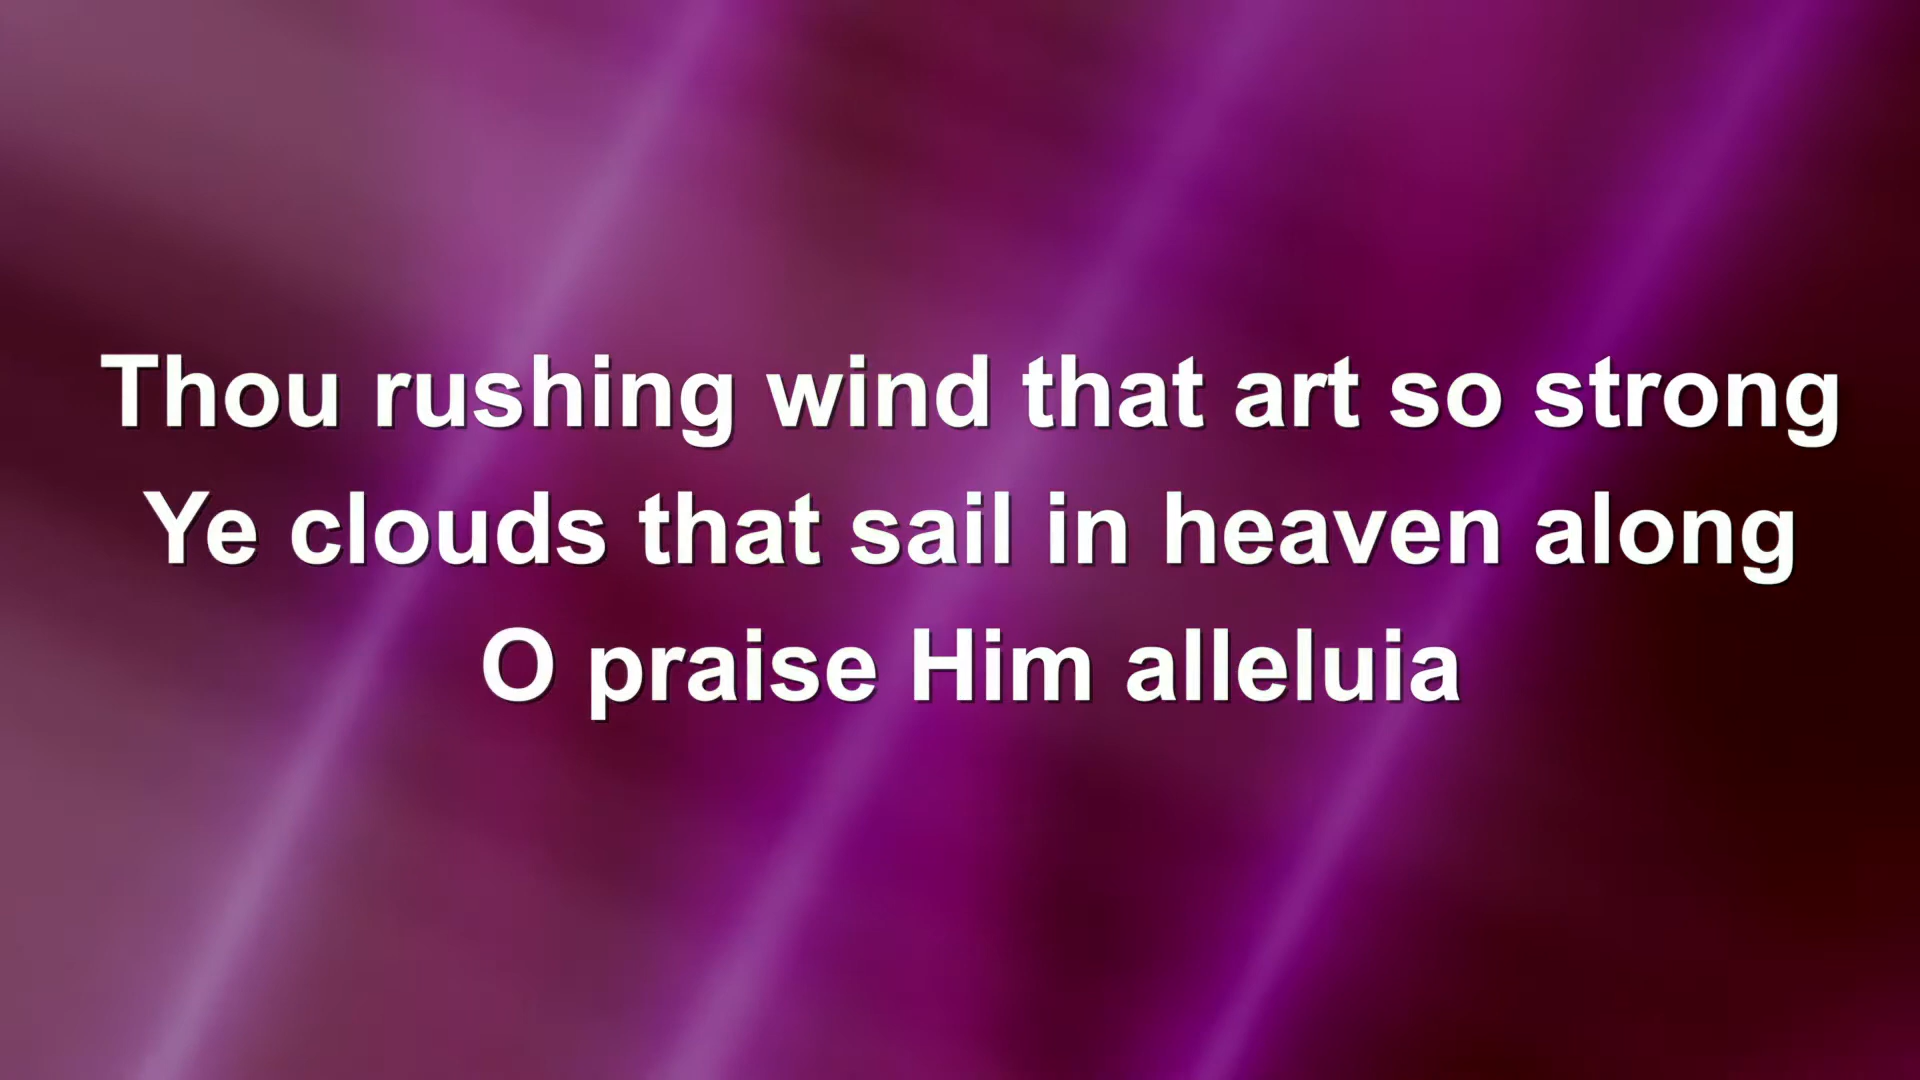 Thou rushing wind that art so strong
Ye clouds that sail in heaven along
O praise Him alleluia